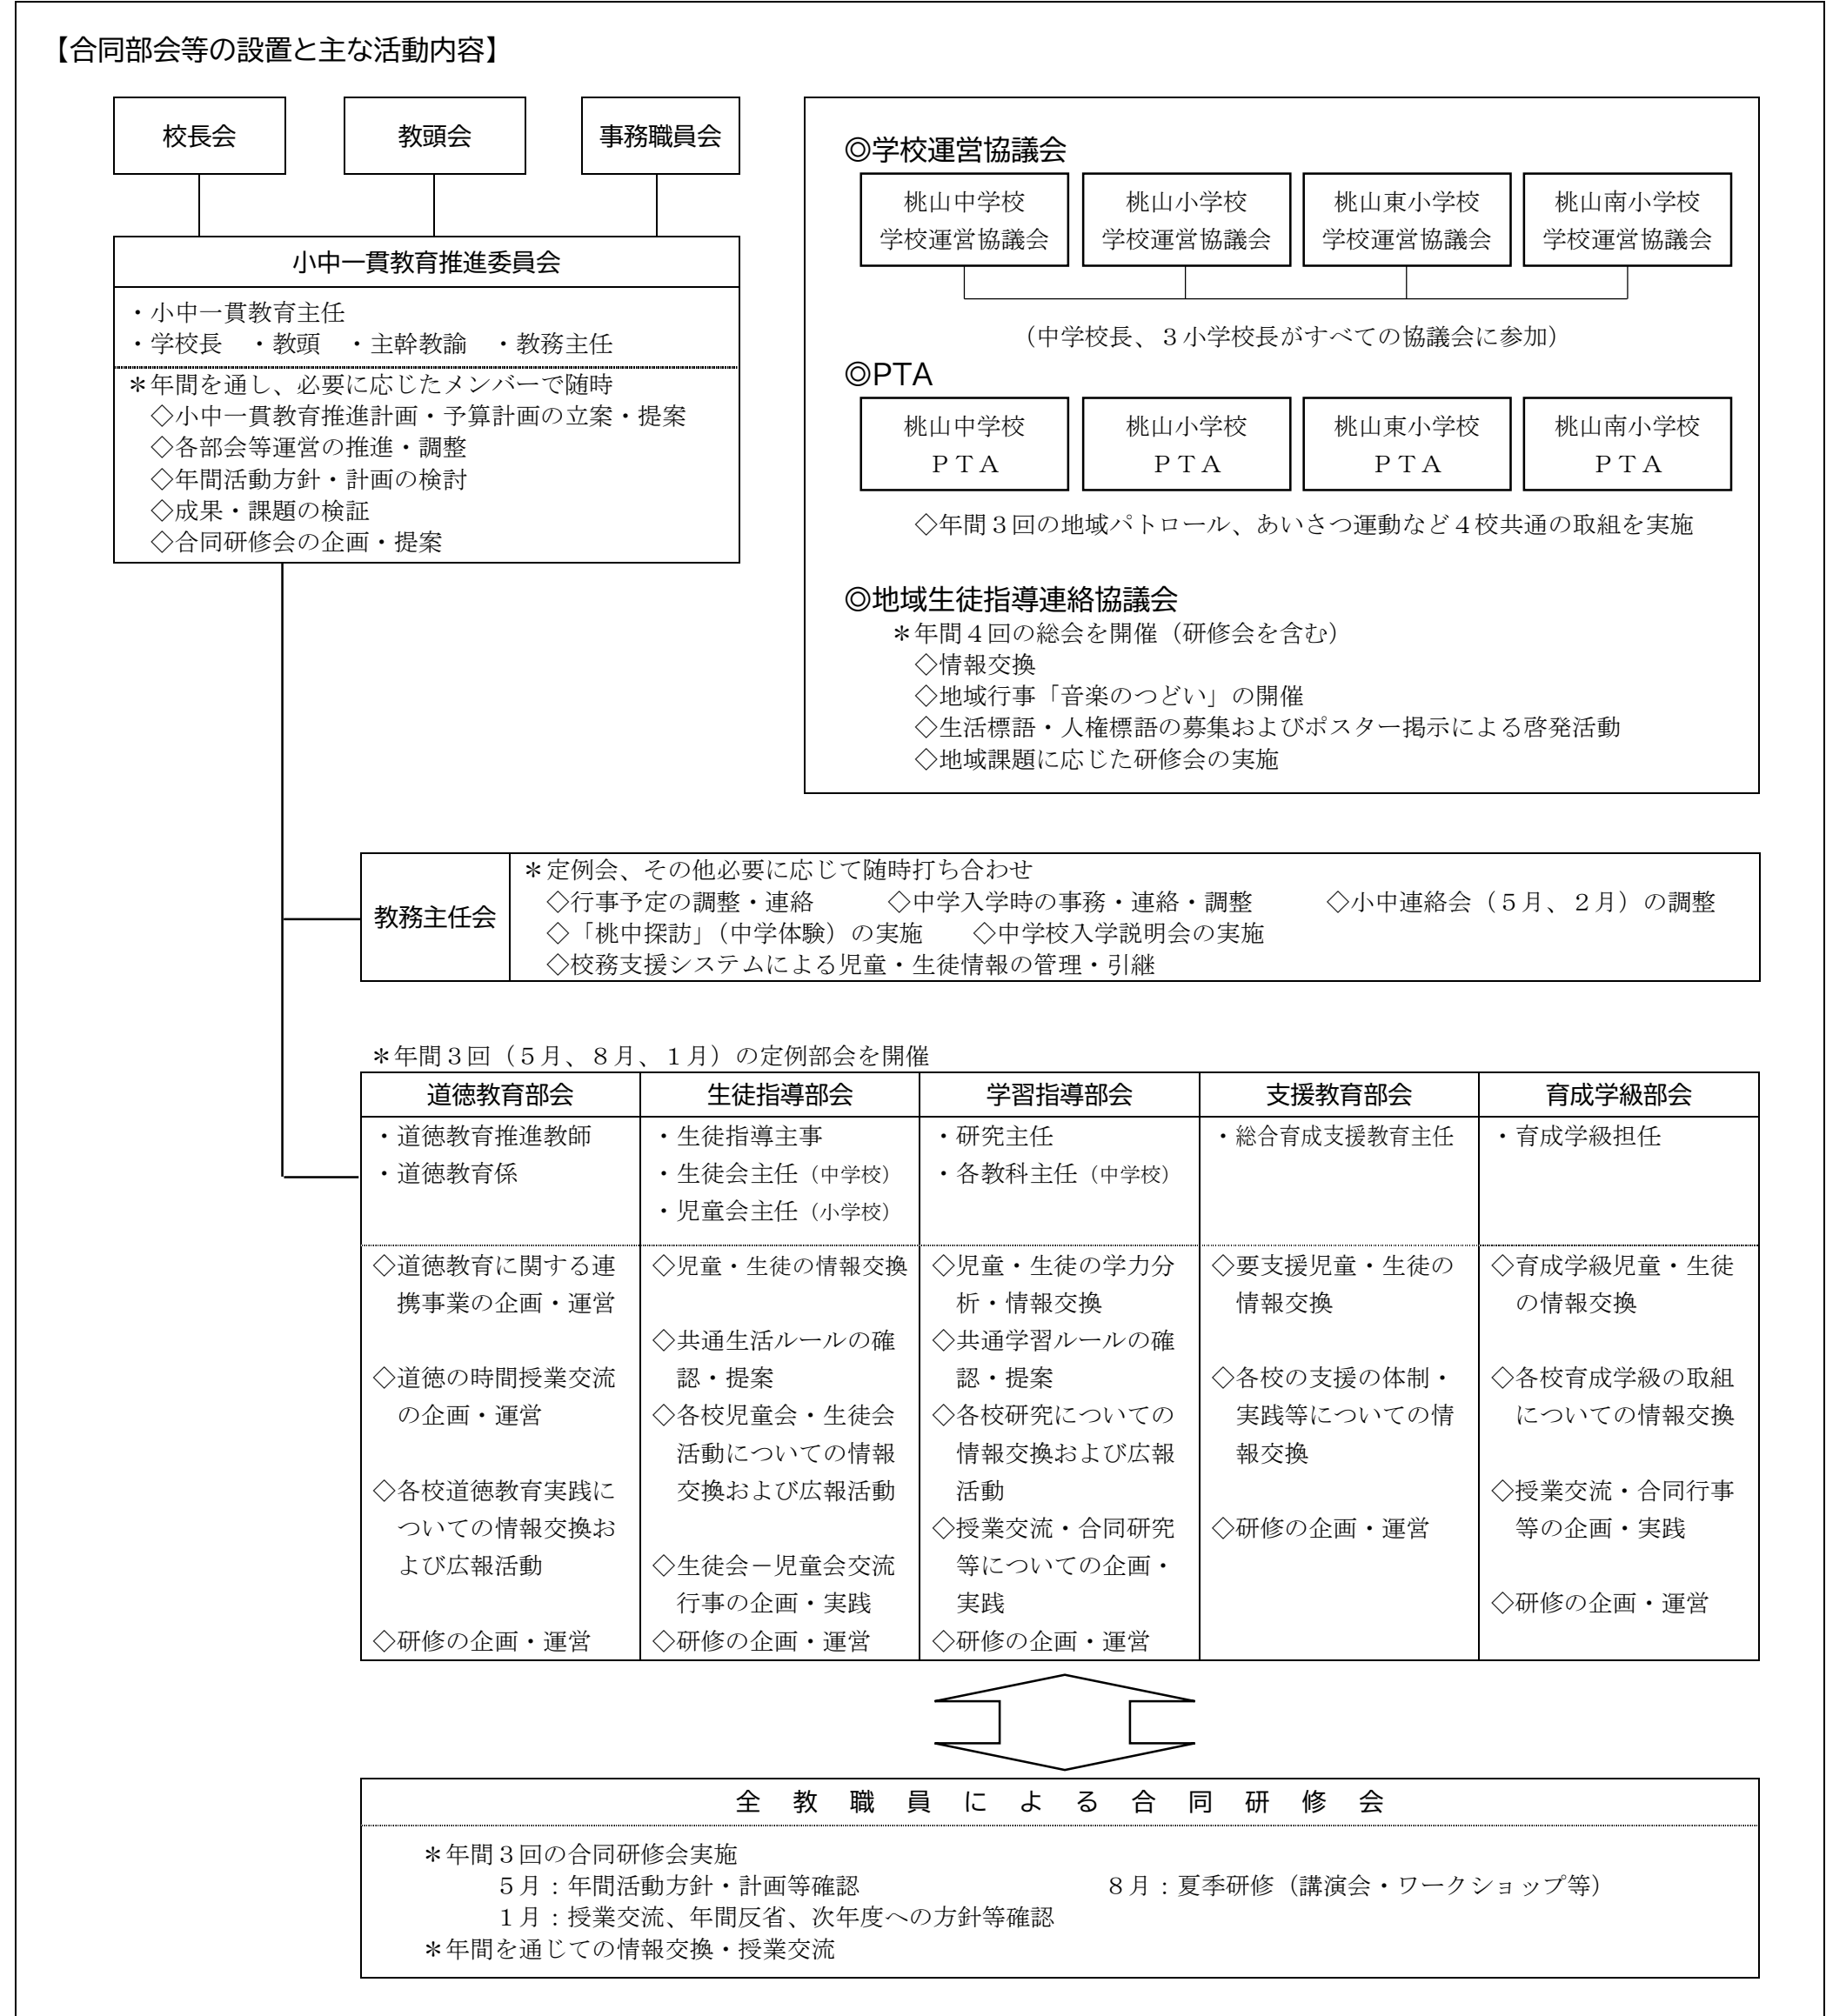 【合同部会等の設置と主な活動内容】
校長会
教頭会
事務職員会
小中一貫教育推進委員会
・小中一貫教育主任
・学校長　・教頭　・主幹教諭　・教務主任
＊年間を通し、必要に応じたメンバーで随時
◇小中一貫教育推進計画・予算計画の立案・提案
◇各部会等運営の推進・調整
◇年間活動方針・計画の検討
◇成果・課題の検証
◇合同研修会の企画・提案
◎学校運営協議会
桃山中学校
学校運営協議会
桃山小学校
学校運営協議会
桃山東小学校
学校運営協議会
桃山南小学校
学校運営協議会
（中学校長、３小学校長がすべての協議会に参加）
◎PTA
桃山中学校
ＰＴＡ
桃山小学校
ＰＴＡ
桃山東小学校
ＰＴＡ
桃山南小学校
ＰＴＡ
◇年間３回の地域パトロール、あいさつ運動など４校共通の取組を実施
◎地域生徒指導連絡協議会
＊年間４回の総会を開催（研修会を含む）
◇情報交換
◇地域行事「音楽のつどい」の開催
◇生活標語・人権標語の募集およびポスター掲示による啓発活動
◇地域課題に応じた研修会の実施
教務主任会
＊定例会、その他必要に応じて随時打ち合わせ
◇行事予定の調整・連絡　　　◇中学入学時の事務・連絡・調整　　　◇小中連絡会（５月、２月）の調整
◇「桃中探訪」（中学体験）の実施　　◇中学校入学説明会の実施
◇校務支援システムによる児童・生徒情報の管理・引継
＊年間３回（５月、８月、１月）の定例部会を開催
道徳教育部会
・道徳教育推進教師
・道徳教育係
◇道徳教育に関する連
携事業の企画・運営
◇道徳の時間授業交流
の企画・運営
◇各校道徳教育実践に
ついての情報交換お
よび広報活動
◇研修の企画・運営
生徒指導部会
・生徒指導主事
・生徒会主任（中学校）
・児童会主任（小学校）
◇児童・生徒の情報交換
◇共通生活ルールの確
認・提案
◇各校児童会・生徒会
活動についての情報
交換および広報活動
◇生徒会－児童会交流
行事の企画・実践
◇研修の企画・運営
学習指導部会
・研究主任
・各教科主任（中学校）
◇児童・生徒の学力分
析・情報交換
◇共通学習ルールの確
認・提案
◇各校研究についての
情報交換および広報
活動
◇授業交流・合同研究
等についての企画・
実践
◇研修の企画・運営
支援教育部会
・総合育成支援教育主任
◇要支援児童・生徒の
情報交換
◇各校の支援の体制・
実践等についての情
報交換
◇研修の企画・運営
育成学級部会
・育成学級担任
◇育成学級児童・生徒
の情報交換
◇各校育成学級の取組
についての情報交換
◇授業交流・合同行事
等の企画・実践
◇研修の企画・運営
全教職員による合同研修会
＊年間３回の合同研修会実施
５月：年間活動方針・計画等確認　　　８月：夏季研修（講演会・ワークショップ等）
１月：授業交流、年間反省、次年度への方針等確認
＊年間を通じての情報交換・授業交流